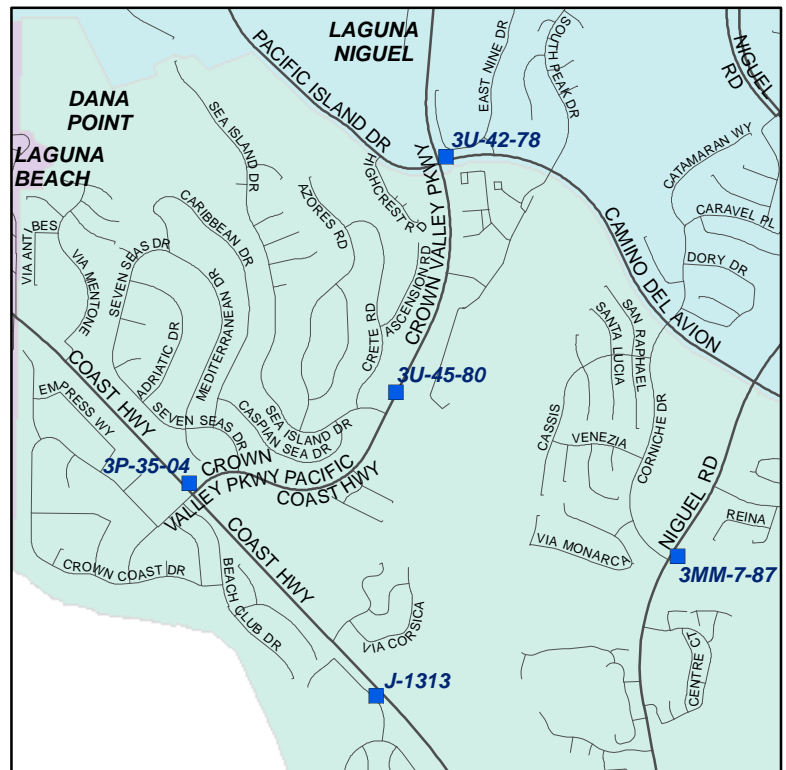 LAGUNA
NIGUEL
DANA
POINT
LAGUNA
BEACH
PACIFIC ISLAND DR
EAST NINE DR
SOUTH PEAK DR
NIGUEL
RD
3U-42-78
SEA ISLAND DR
AZORES RD
HIGHCREST RD
CATAMARAN WY
CARAVEL PL
DORY DR
CAMINO DEL AVION
CROWN VALLEY PKWY
ASCENSION RD
CRETE RD
CARIBBEAN DR
SEVEN SEAS DR
MEDITERRANEAN DR
ADRIATIC DR
VIA ANTIBES
VIA MENTONE
COAST HWY
EMPRESS WY
SEVEN SEAS DR
CASPIAN SEA DR
SEA ISLAND DR
3U-45-80
SAN RAPHAEL
SANTA LUCIA
CASSIS
VENEZIA
CORNICHE DR
3P-35-04
CROWN
VALLEY PKWY
PACIFIC
COAST HWY
COAST HWY
NIGUEL RD
REINA
VIA MONARCA
3MM-7-87
CROWN COAST DR
BEACH CLUB DR
VIA CORSICA
CENTRE CT
J-1313